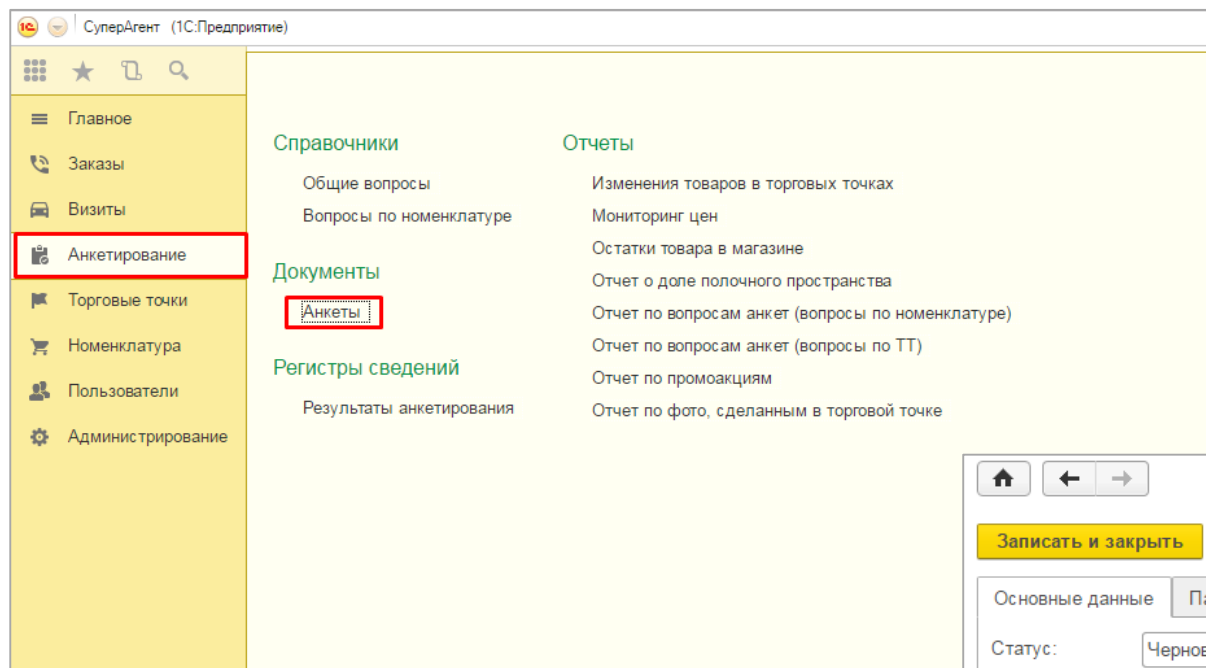 СуперАгент (1С:Предприятие)
Главное
Заказы
Визиты
Анкетирование
Торговые точки
Номенклатура
Пользователи
Администрирование
Справочники
Общие вопросы
Вопросы по номенклатуре
Документы
Анкеты
Регистры сведений
Результаты анкетирования
Отчеты
Изменения товаров в торговых точках
Мониторинг цен
Остатки товара в магазине
Отчет о доле полочного пространства
Отчет по вопросам анкет (вопросы по номенклатуре)
Отчет по вопросам анкет (вопросы по ТТ)
Отчет по промоакциям
Отчет по фото, сделанным в торговой точке
Записать и закрыть
Основные данные
Статус: